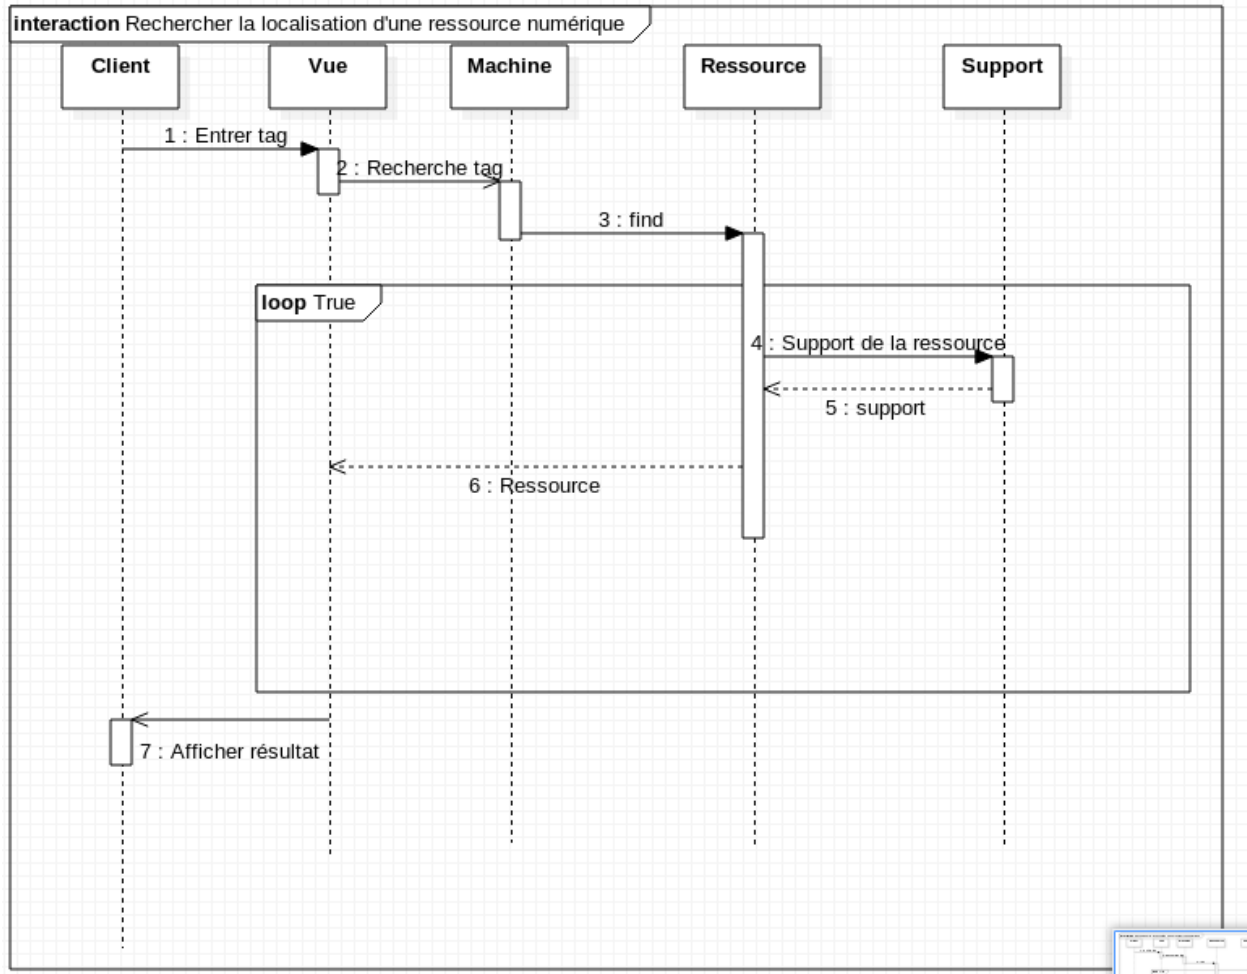 interaction Rechercher la localisation d'une ressource numérique
Client
Vue
Machine
Ressource
Support
1 : Entrer tag
2 : Recherche tag
3 : find
loop True
4 : Support de la ressource
5 : support
6 : Ressource
7 : Afficher résultat